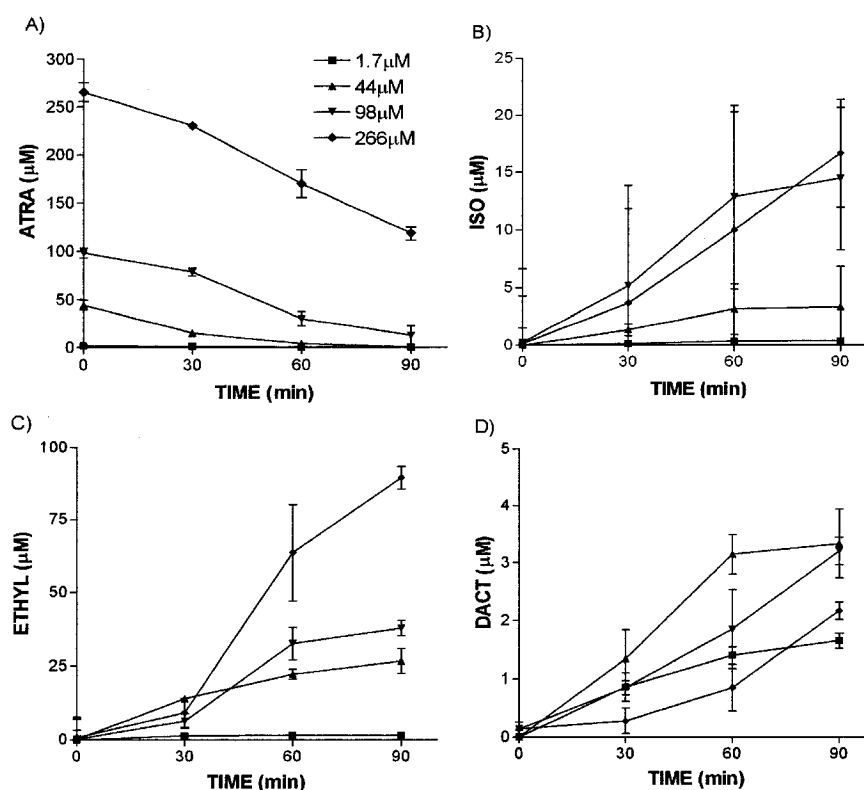 A)
1.7μM
44μM
98μM
266μM
300
250
200
150
100
50
0
ATRA (μM)
0 30 60 90
TIME (min)
B)
25
20
15
10
5
0
ISO (μM)
0 30 60 90
TIME (min)
C)
100
75
50
25
0
ETHYL (μM)
0 30 60 90
TIME (min)
D)
5
4
3
2
1
0
DACT (μM)
0 30 60 90
TIME (min)